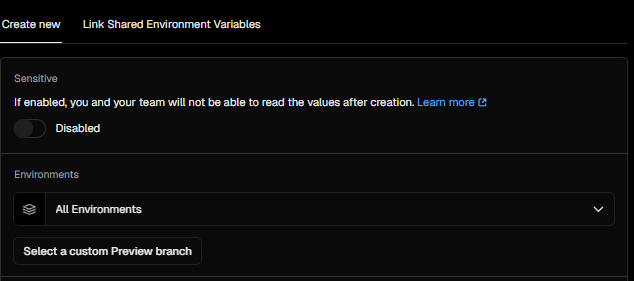 Create new
Link Shared Environment Variables
Sensitive
If enabled, you and your team will not be able to read the values after creation. Learn more
Disabled
Environments
All Environments
Select a custom Preview branch